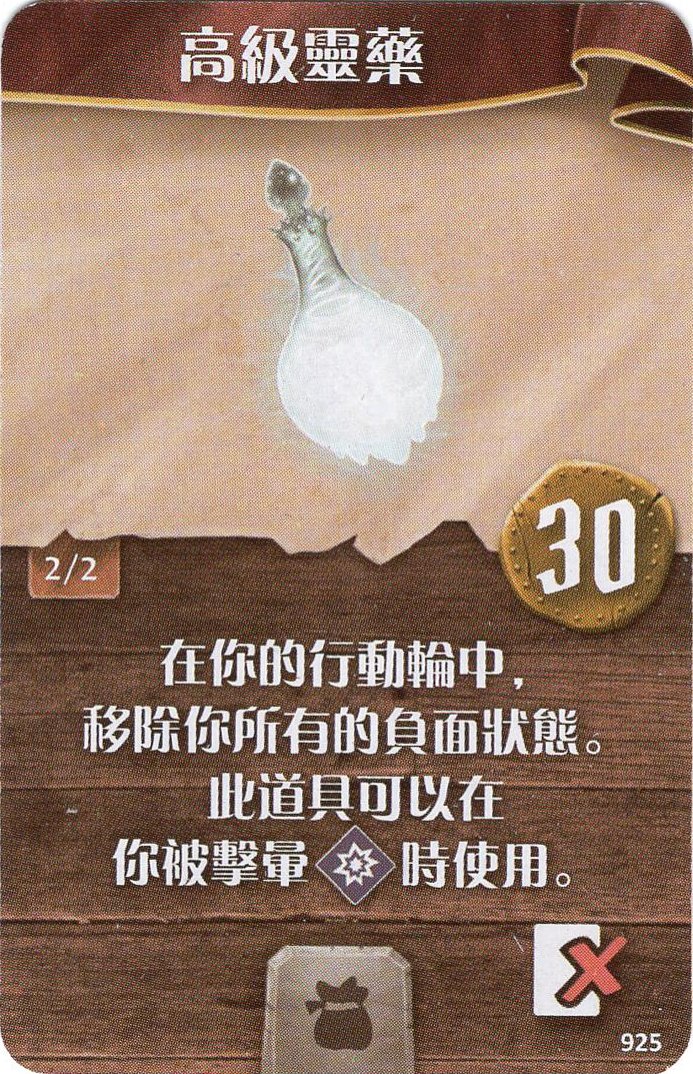 高級靈藥
2/2
30
在你的行動輪中，
移除你所有的負面狀態。
此道具可以在
你被擊暈時使用。
925